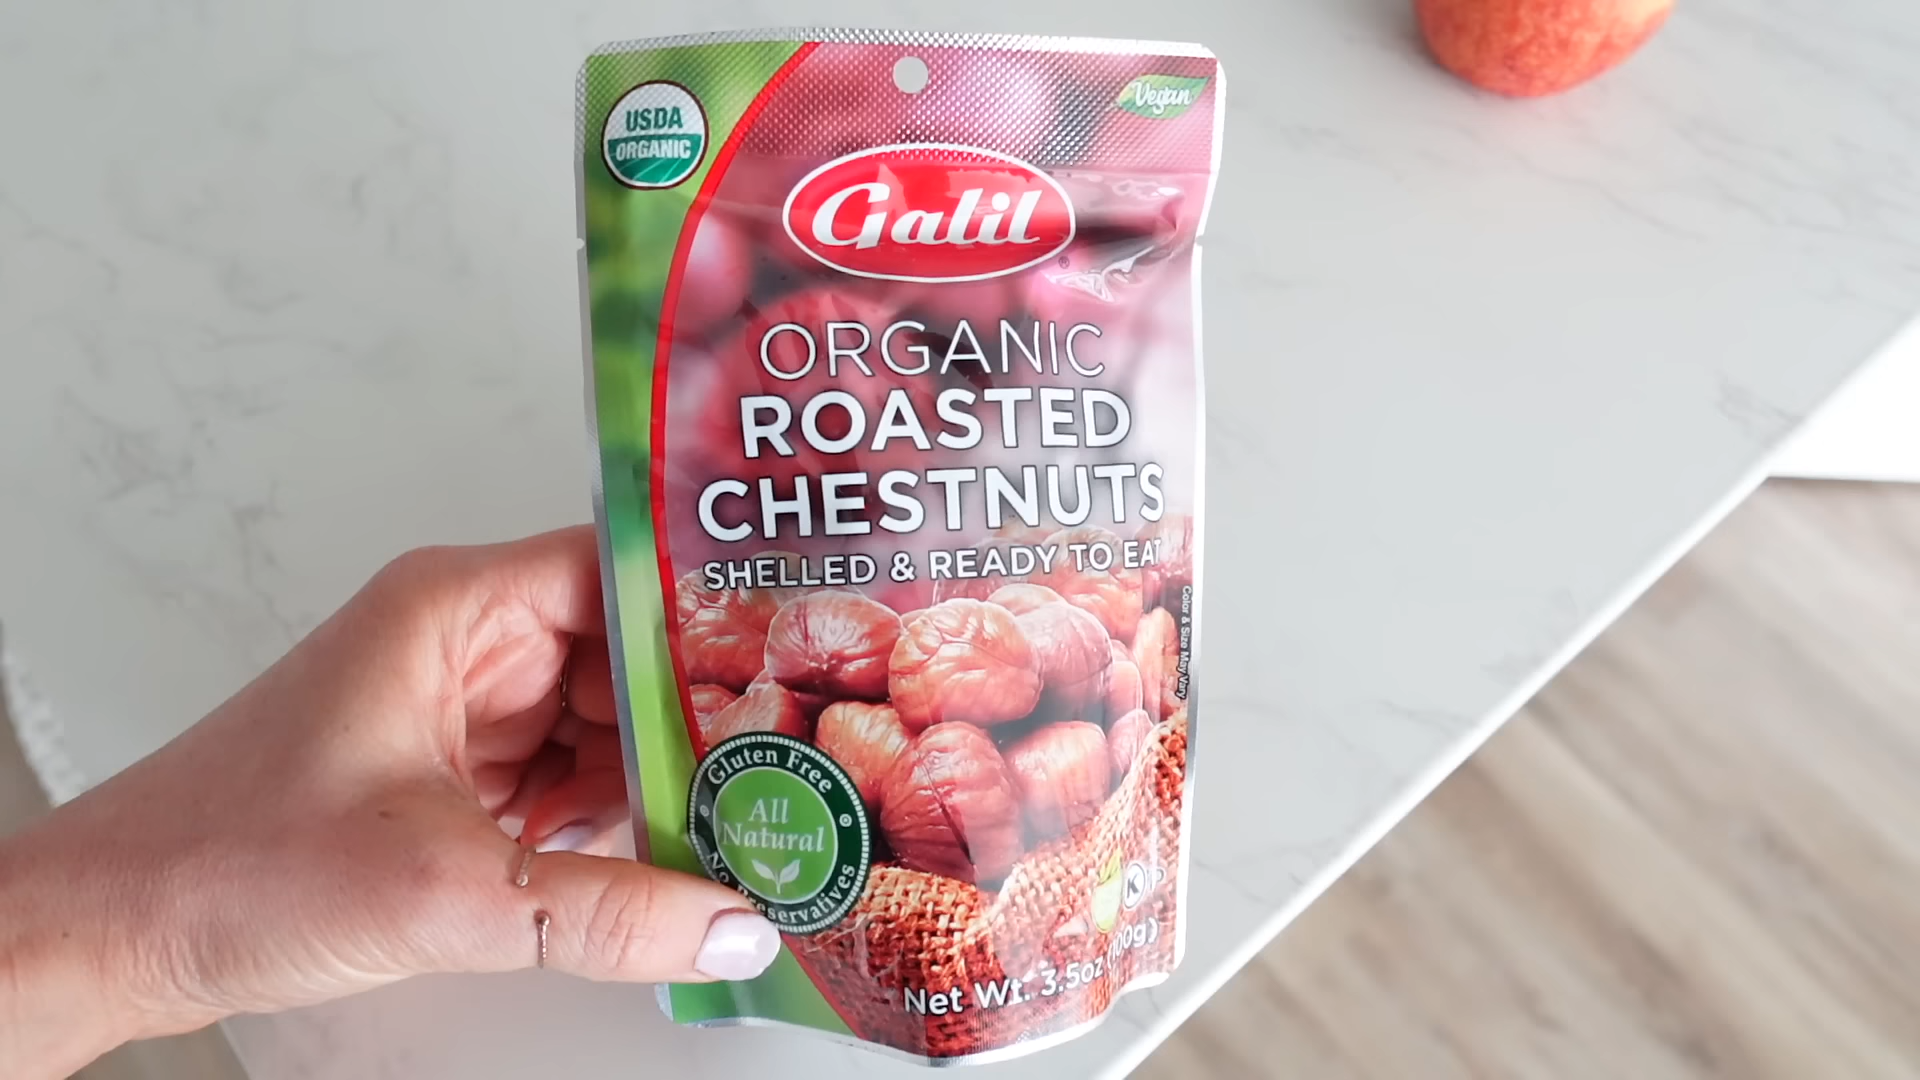 USDA
ORGANIC
Vegan
Galil
®
ORGANIC
ROASTED
CHESTNUTS
SHELLED & READY TO EAT
Color & Size May Vary
Gluten Free
All
Natural
No Preservatives
K
P
Net Wt. 3.5oz (100g)